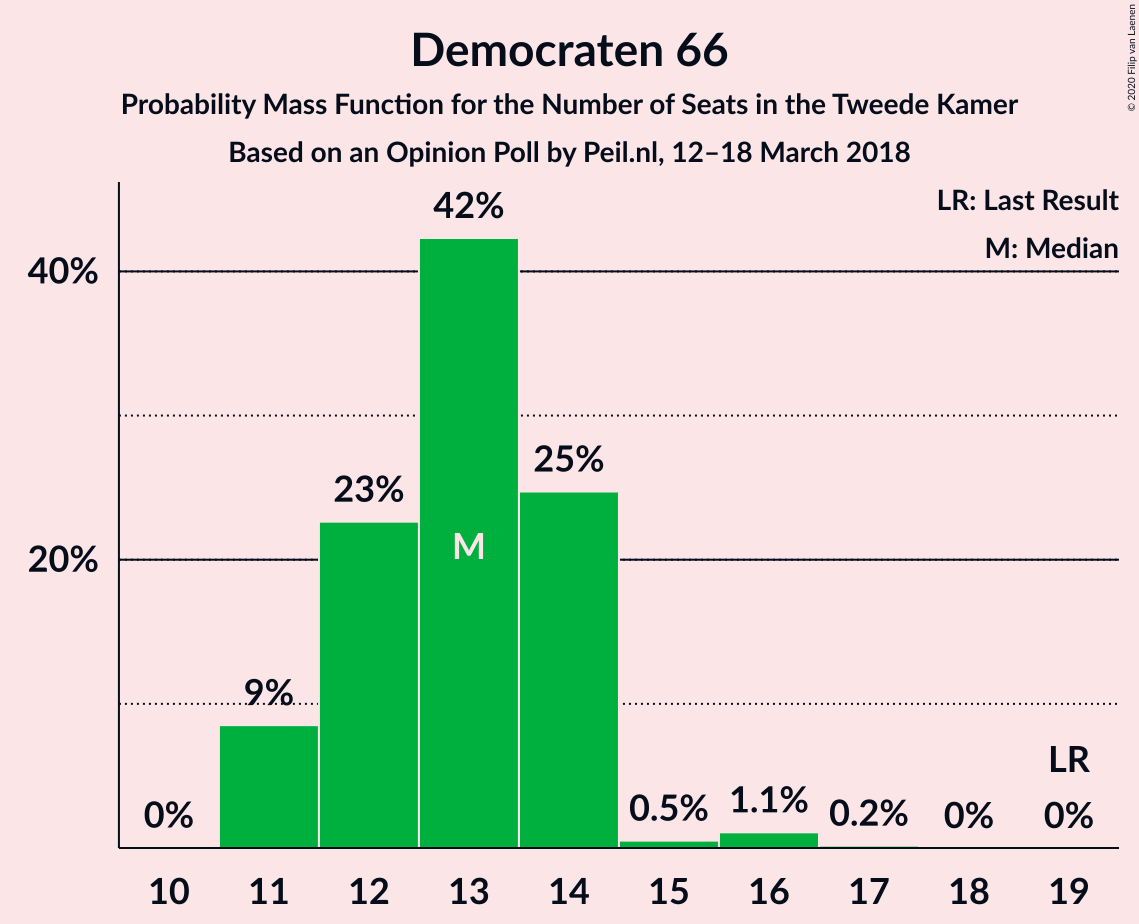 Democraten 66
Probability Mass Function for the Number of Seats in the Tweede Kamer
Based on an Opinion Poll by Peil.nl, 12–18 March 2018
© 2020 Filip van Laenen
LR: Last Result
M: Median
40%
20%
0%
9%
23%
42%
M
25%
0.5%
1.1%
0.2%
0%
LR
0%
10 11 12 13 14 15 16 17 18 19